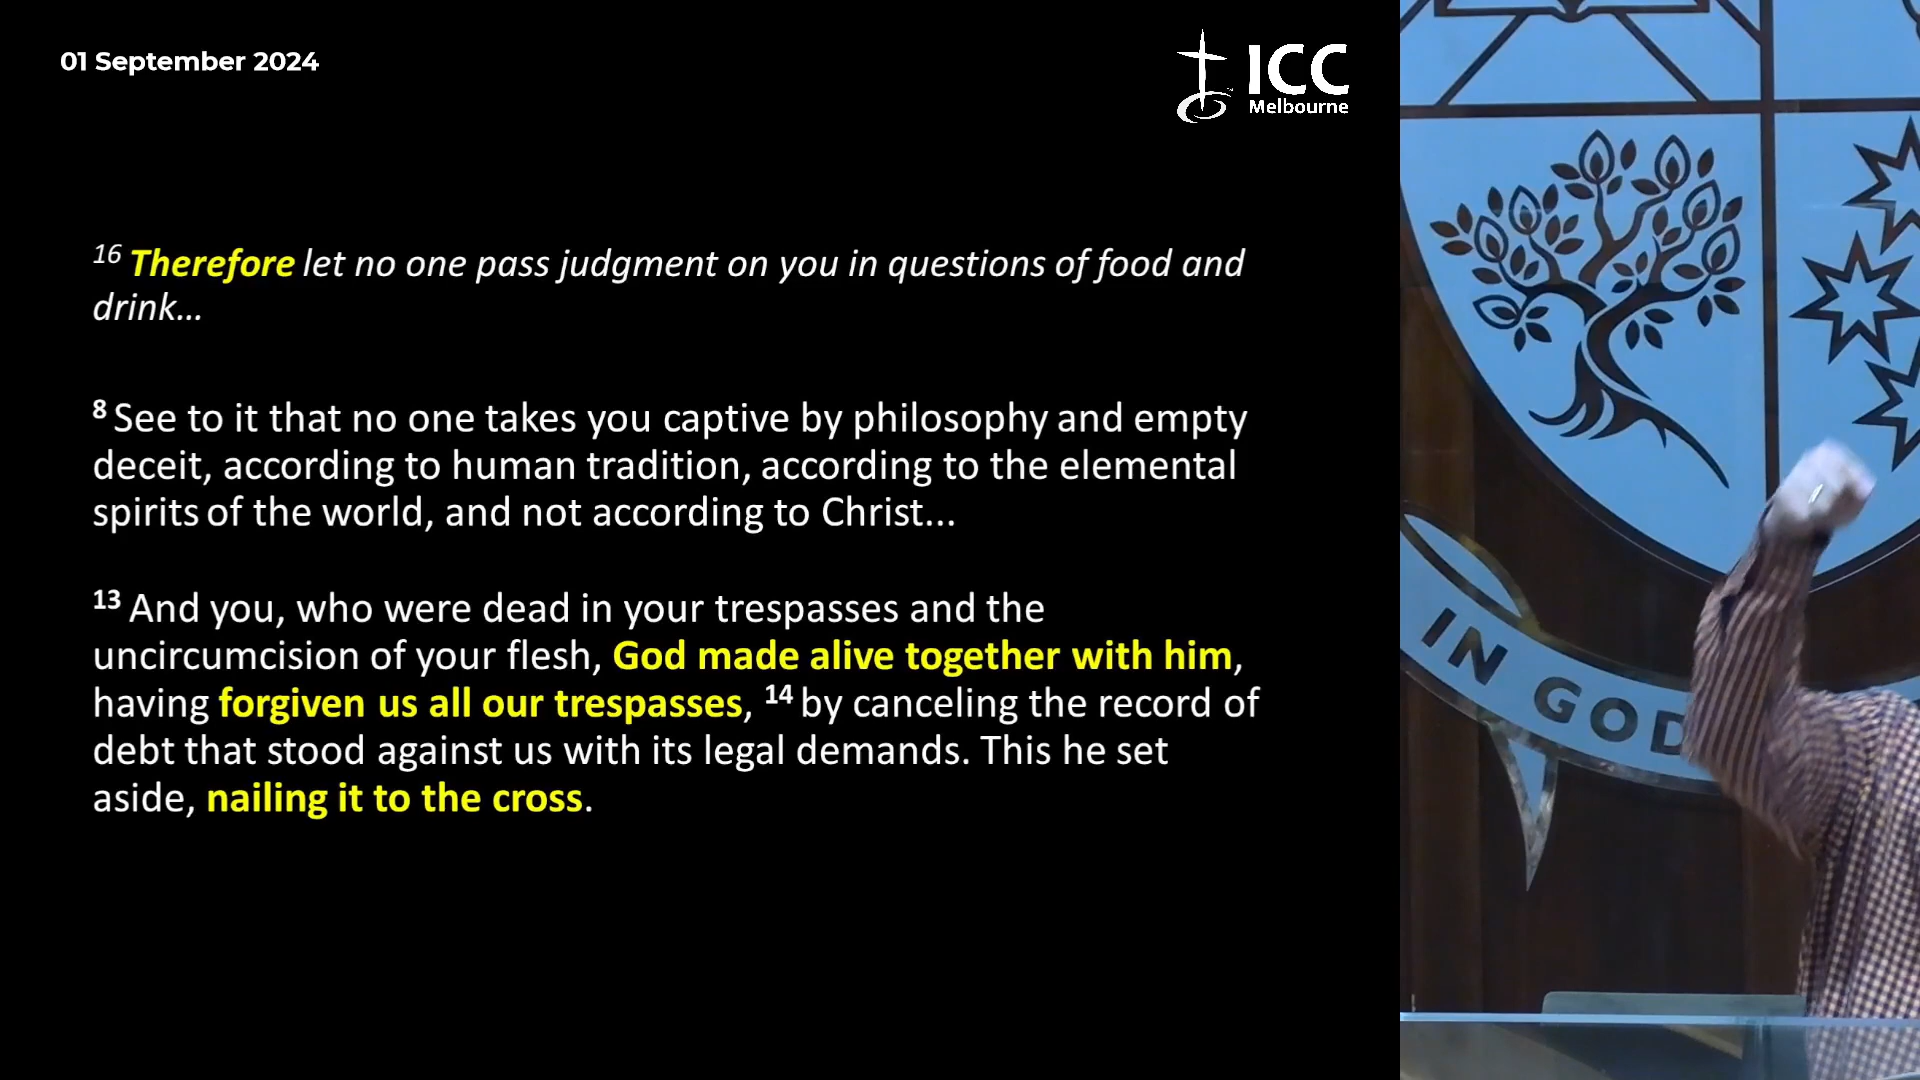 01 September 2024
ICC
Melbourne
16 Therefore let no one pass judgment on you in questions of food and
drink...
8 See to it that no one takes you captive by philosophy and empty
deceit, according to human tradition, according to the elemental
spirits of the world, and not according to Christ...
13 And you, who were dead in your trespasses and the
uncircumcision of your flesh, God made alive together with him,
having forgiven us all our trespasses, 14 by canceling the record of
debt that stood against us with its legal demands. This he set
aside, nailing it to the cross.
IN GOD